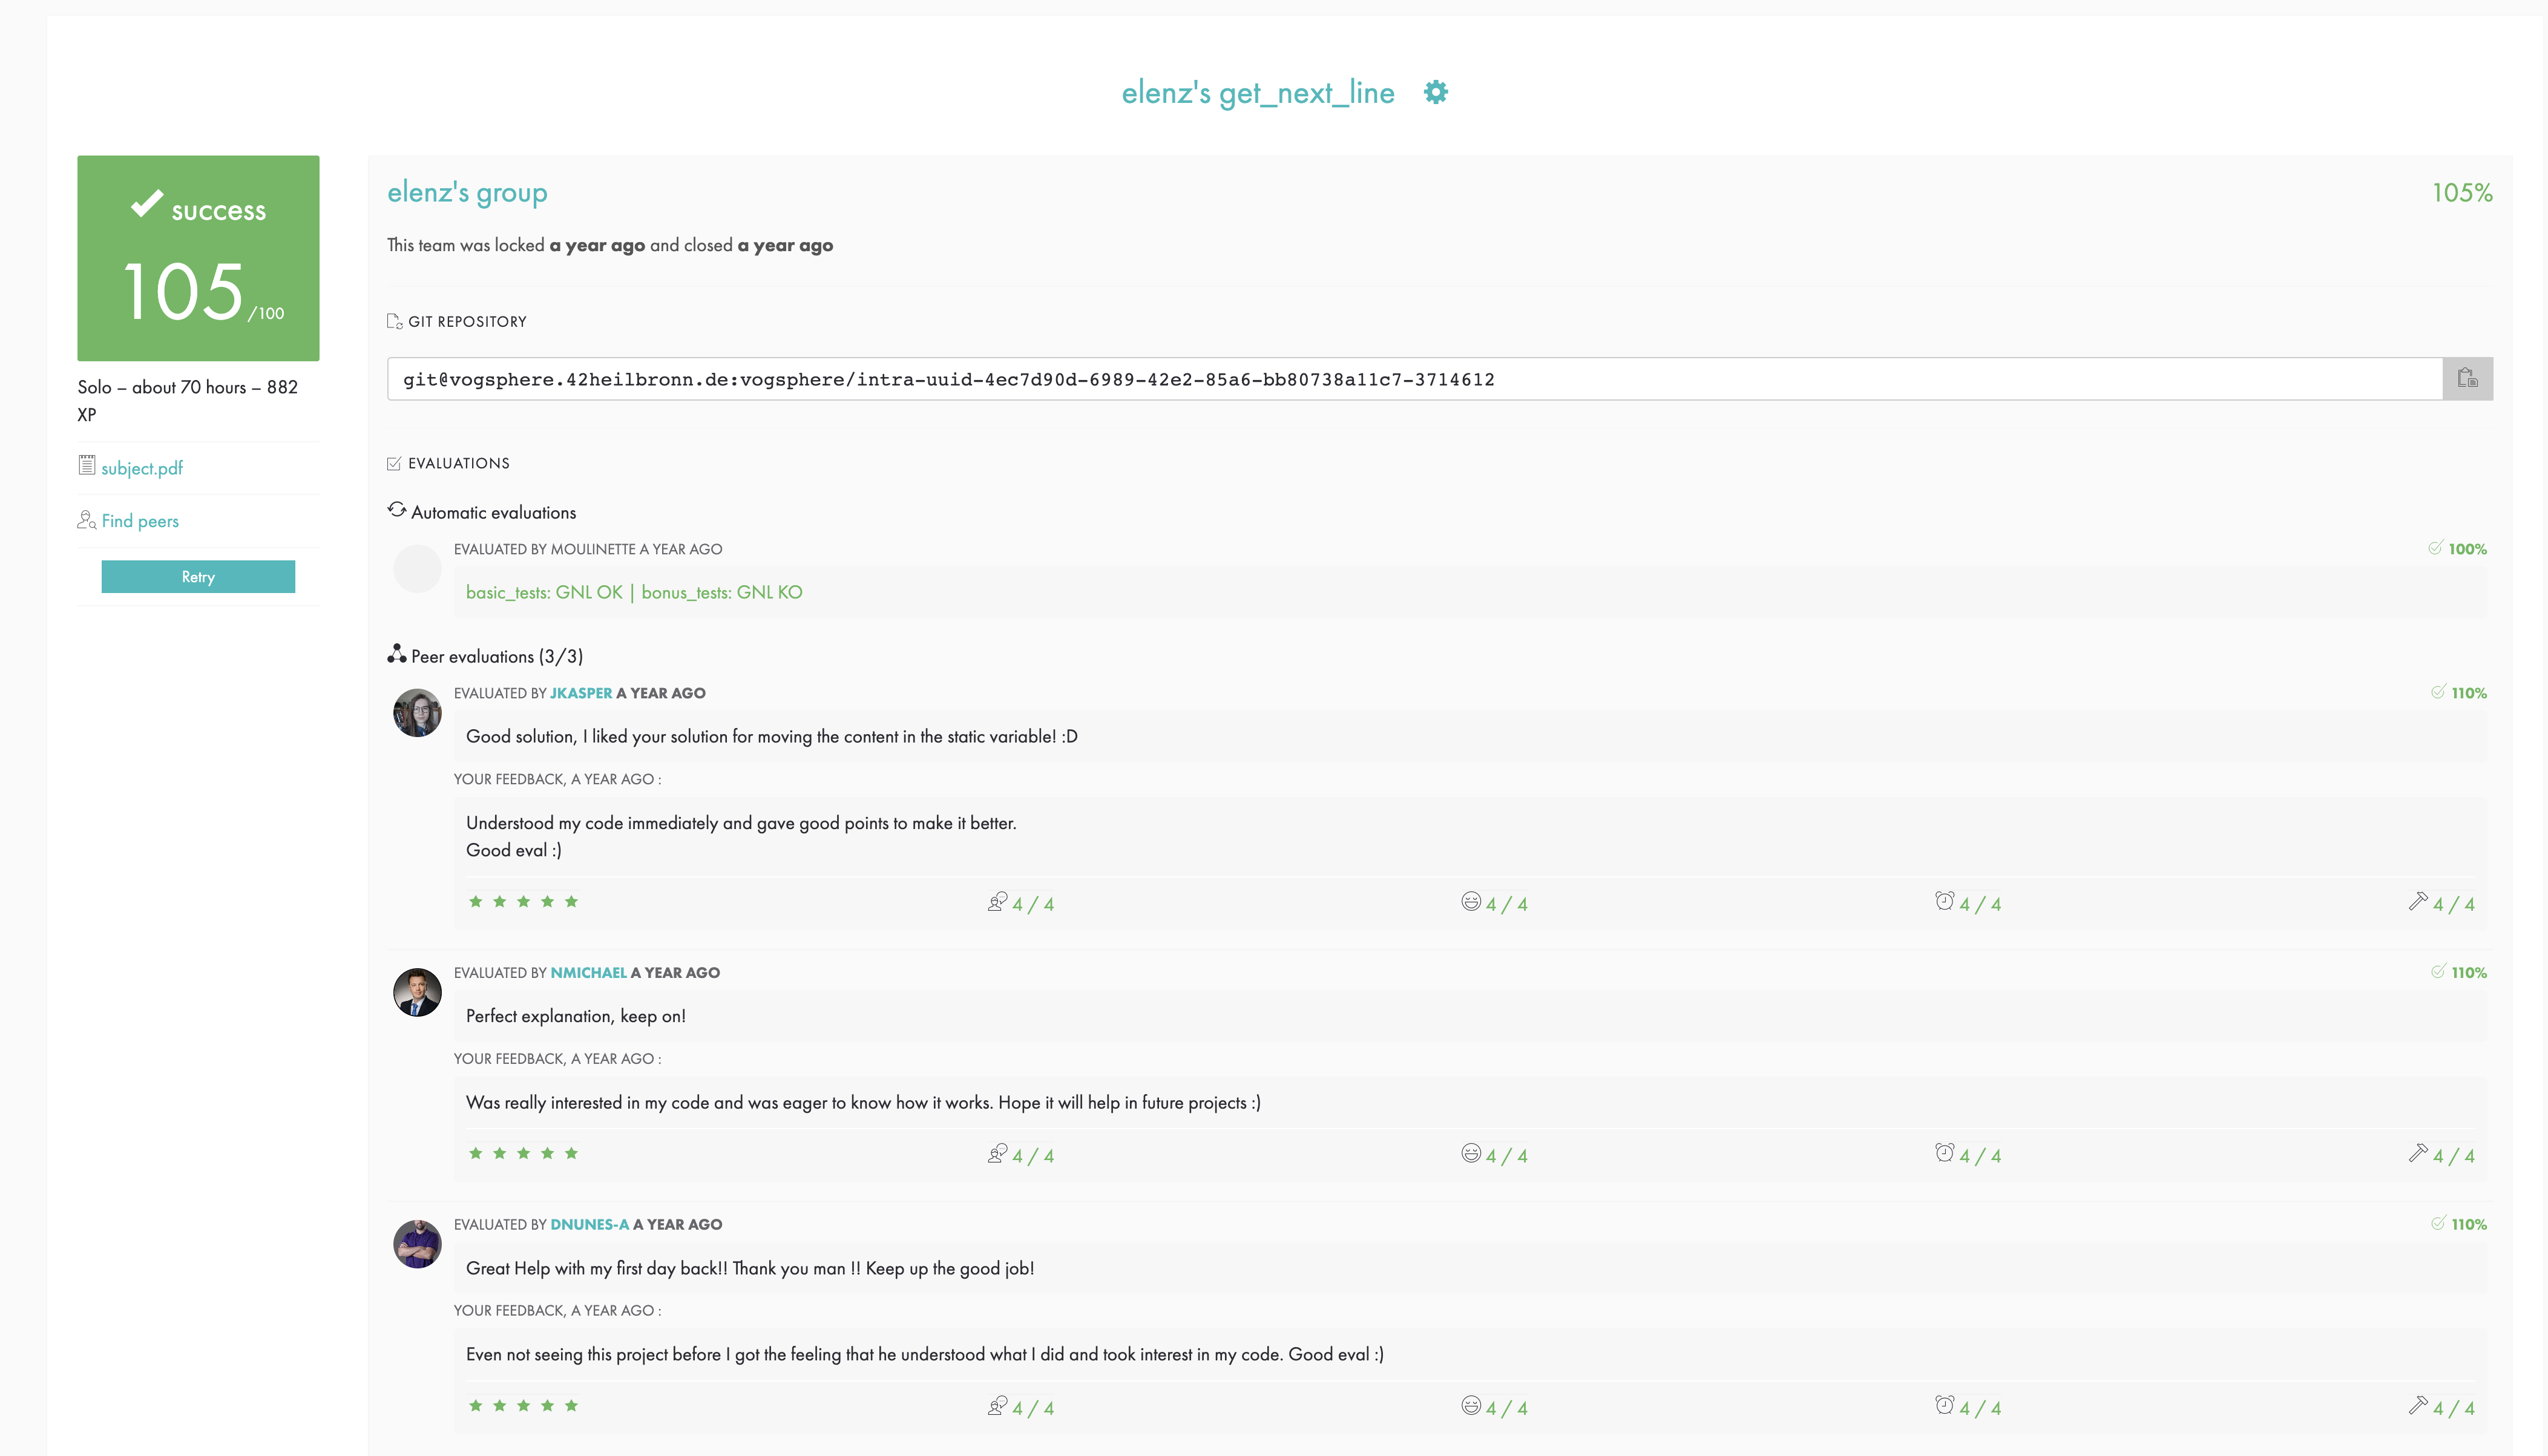 elenz's get_next_line
success
105 /100
Solo – about 70 hours – 882
XP
subject.pdf
Find peers
Retry
elenz's group
105%
This team was locked a year ago and closed a year ago
GIT REPOSITORY
git@vogsphere.42heilbronn.de:vogsphere/intra-uuid-4ec7d90d-6989-42e2-85a6-bb80738a11c7-3714612
EVALUATIONS
Automatic evaluations
EVALUATED BY MOULINETTE A YEAR AGO
100%
basic_tests: GNL OK | bonus_tests: GNL KO
Peer evaluations (3/3)
EVALUATED BY JKASPER A YEAR AGO
110%
Good solution, I liked your solution for moving the content in the static variable! :D
YOUR FEEDBACK, A YEAR AGO :
Understood my code immediately and gave good points to make it better.
Good eval :)
4 / 4
4 / 4
4 / 4
4 / 4
EVALUATED BY NMICHAEL A YEAR AGO
110%
Perfect explanation, keep on!
YOUR FEEDBACK, A YEAR AGO :
Was really interested in my code and was eager to know how it works. Hope it will help in future projects :)
4 / 4
4 / 4
4 / 4
4 / 4
EVALUATED BY DNUNES-A A YEAR AGO
110%
Great Help with my first day back!! Thank you man !! Keep up the good job!
YOUR FEEDBACK, A YEAR AGO :
Even not seeing this project before I got the feeling that he understood what I did and took interest in my code. Good eval :)
4 / 4
4 / 4
4 / 4
4 / 4